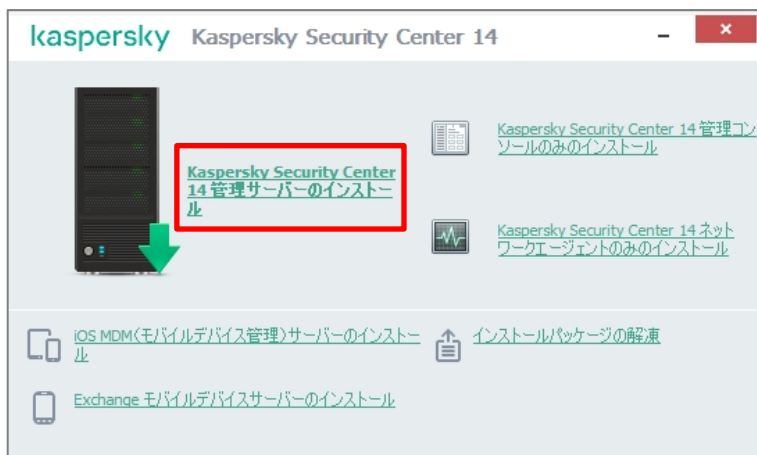 kaspersky Kaspersky Security Center 14
Kaspersky Security Center
14 管理サーバーのインストー
ル
Kaspersky Security Center 14 管理コン
ソールのみのインストール
Kaspersky Security Center 14 ネット
ワークエージェントのみのインストール
iOS MDM(モバイルデバイス管理)サーバーのインストー
ル
インストールパッケージの解凍
Exchange モバイルデバイスサーバーのインストール